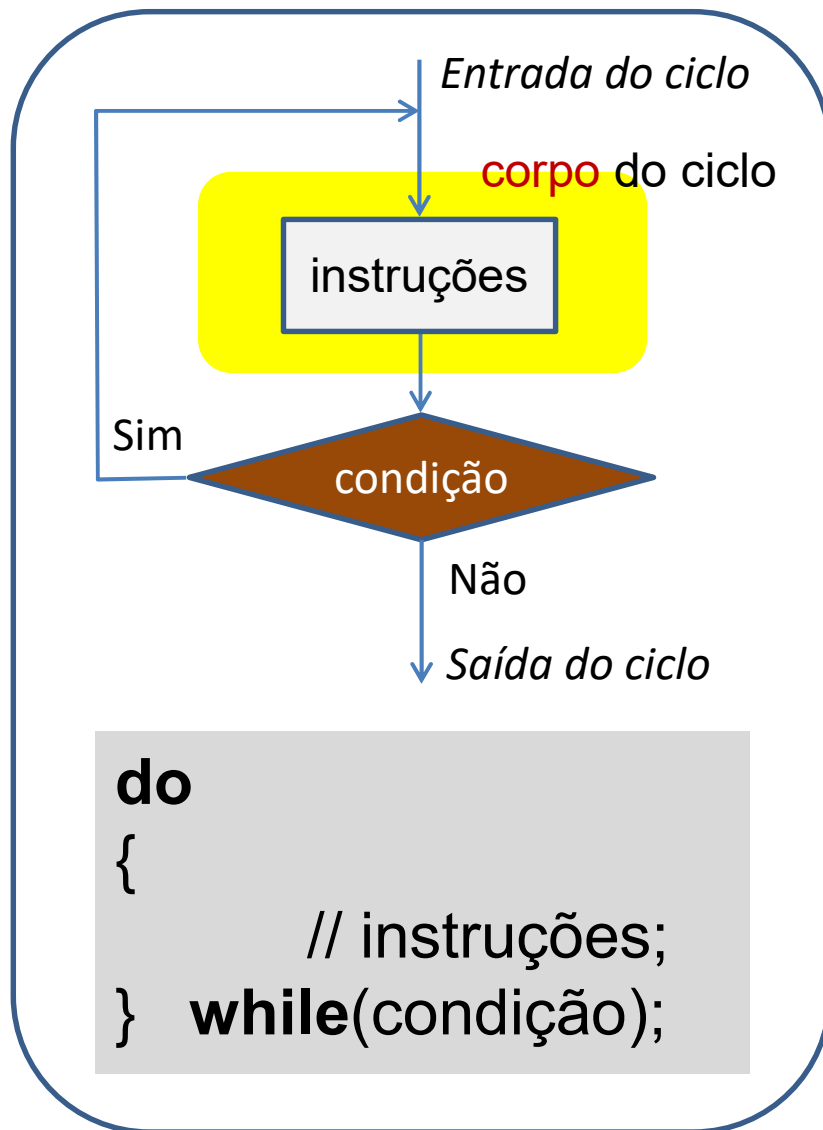 Entrada do ciclo
corpo do ciclo
instruções
Sim
condição
Não
Saída do ciclo
do
{
// instruções;
} while(condição);